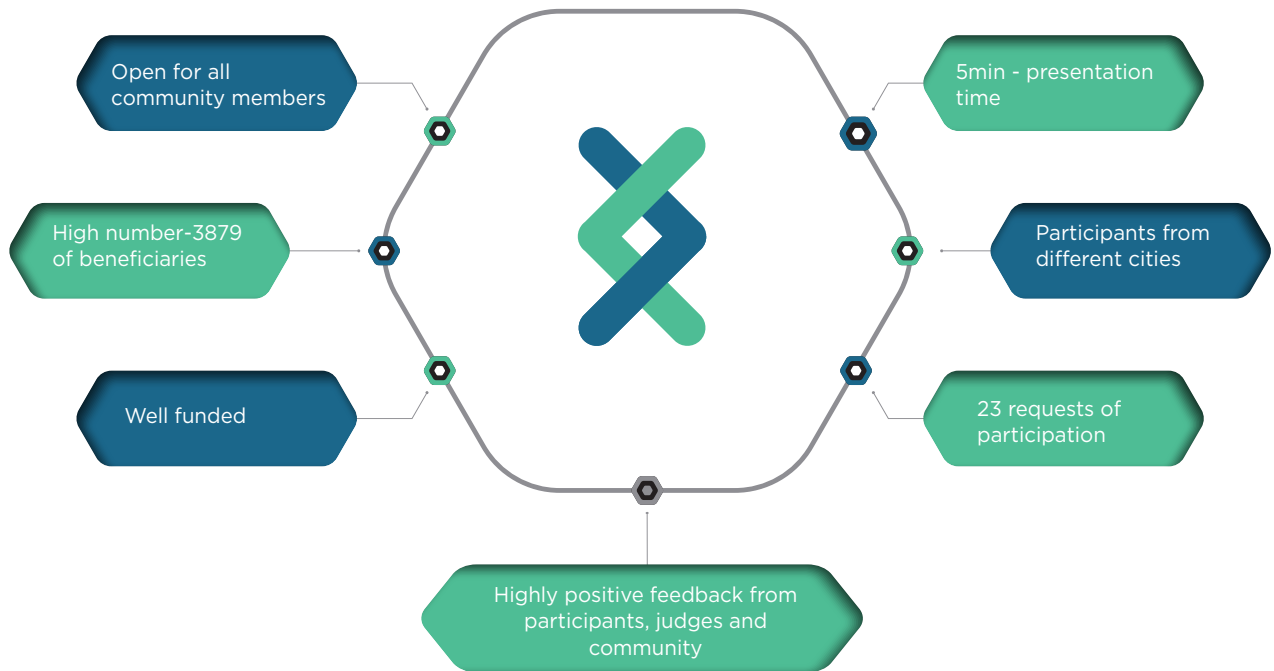 Open for all
community members
5min - presentation
time
High number-3879
of beneficiaries
Participants from
different cities
Well funded
23 requests of
participation
Highly positive feedback from
participants, judges and
community